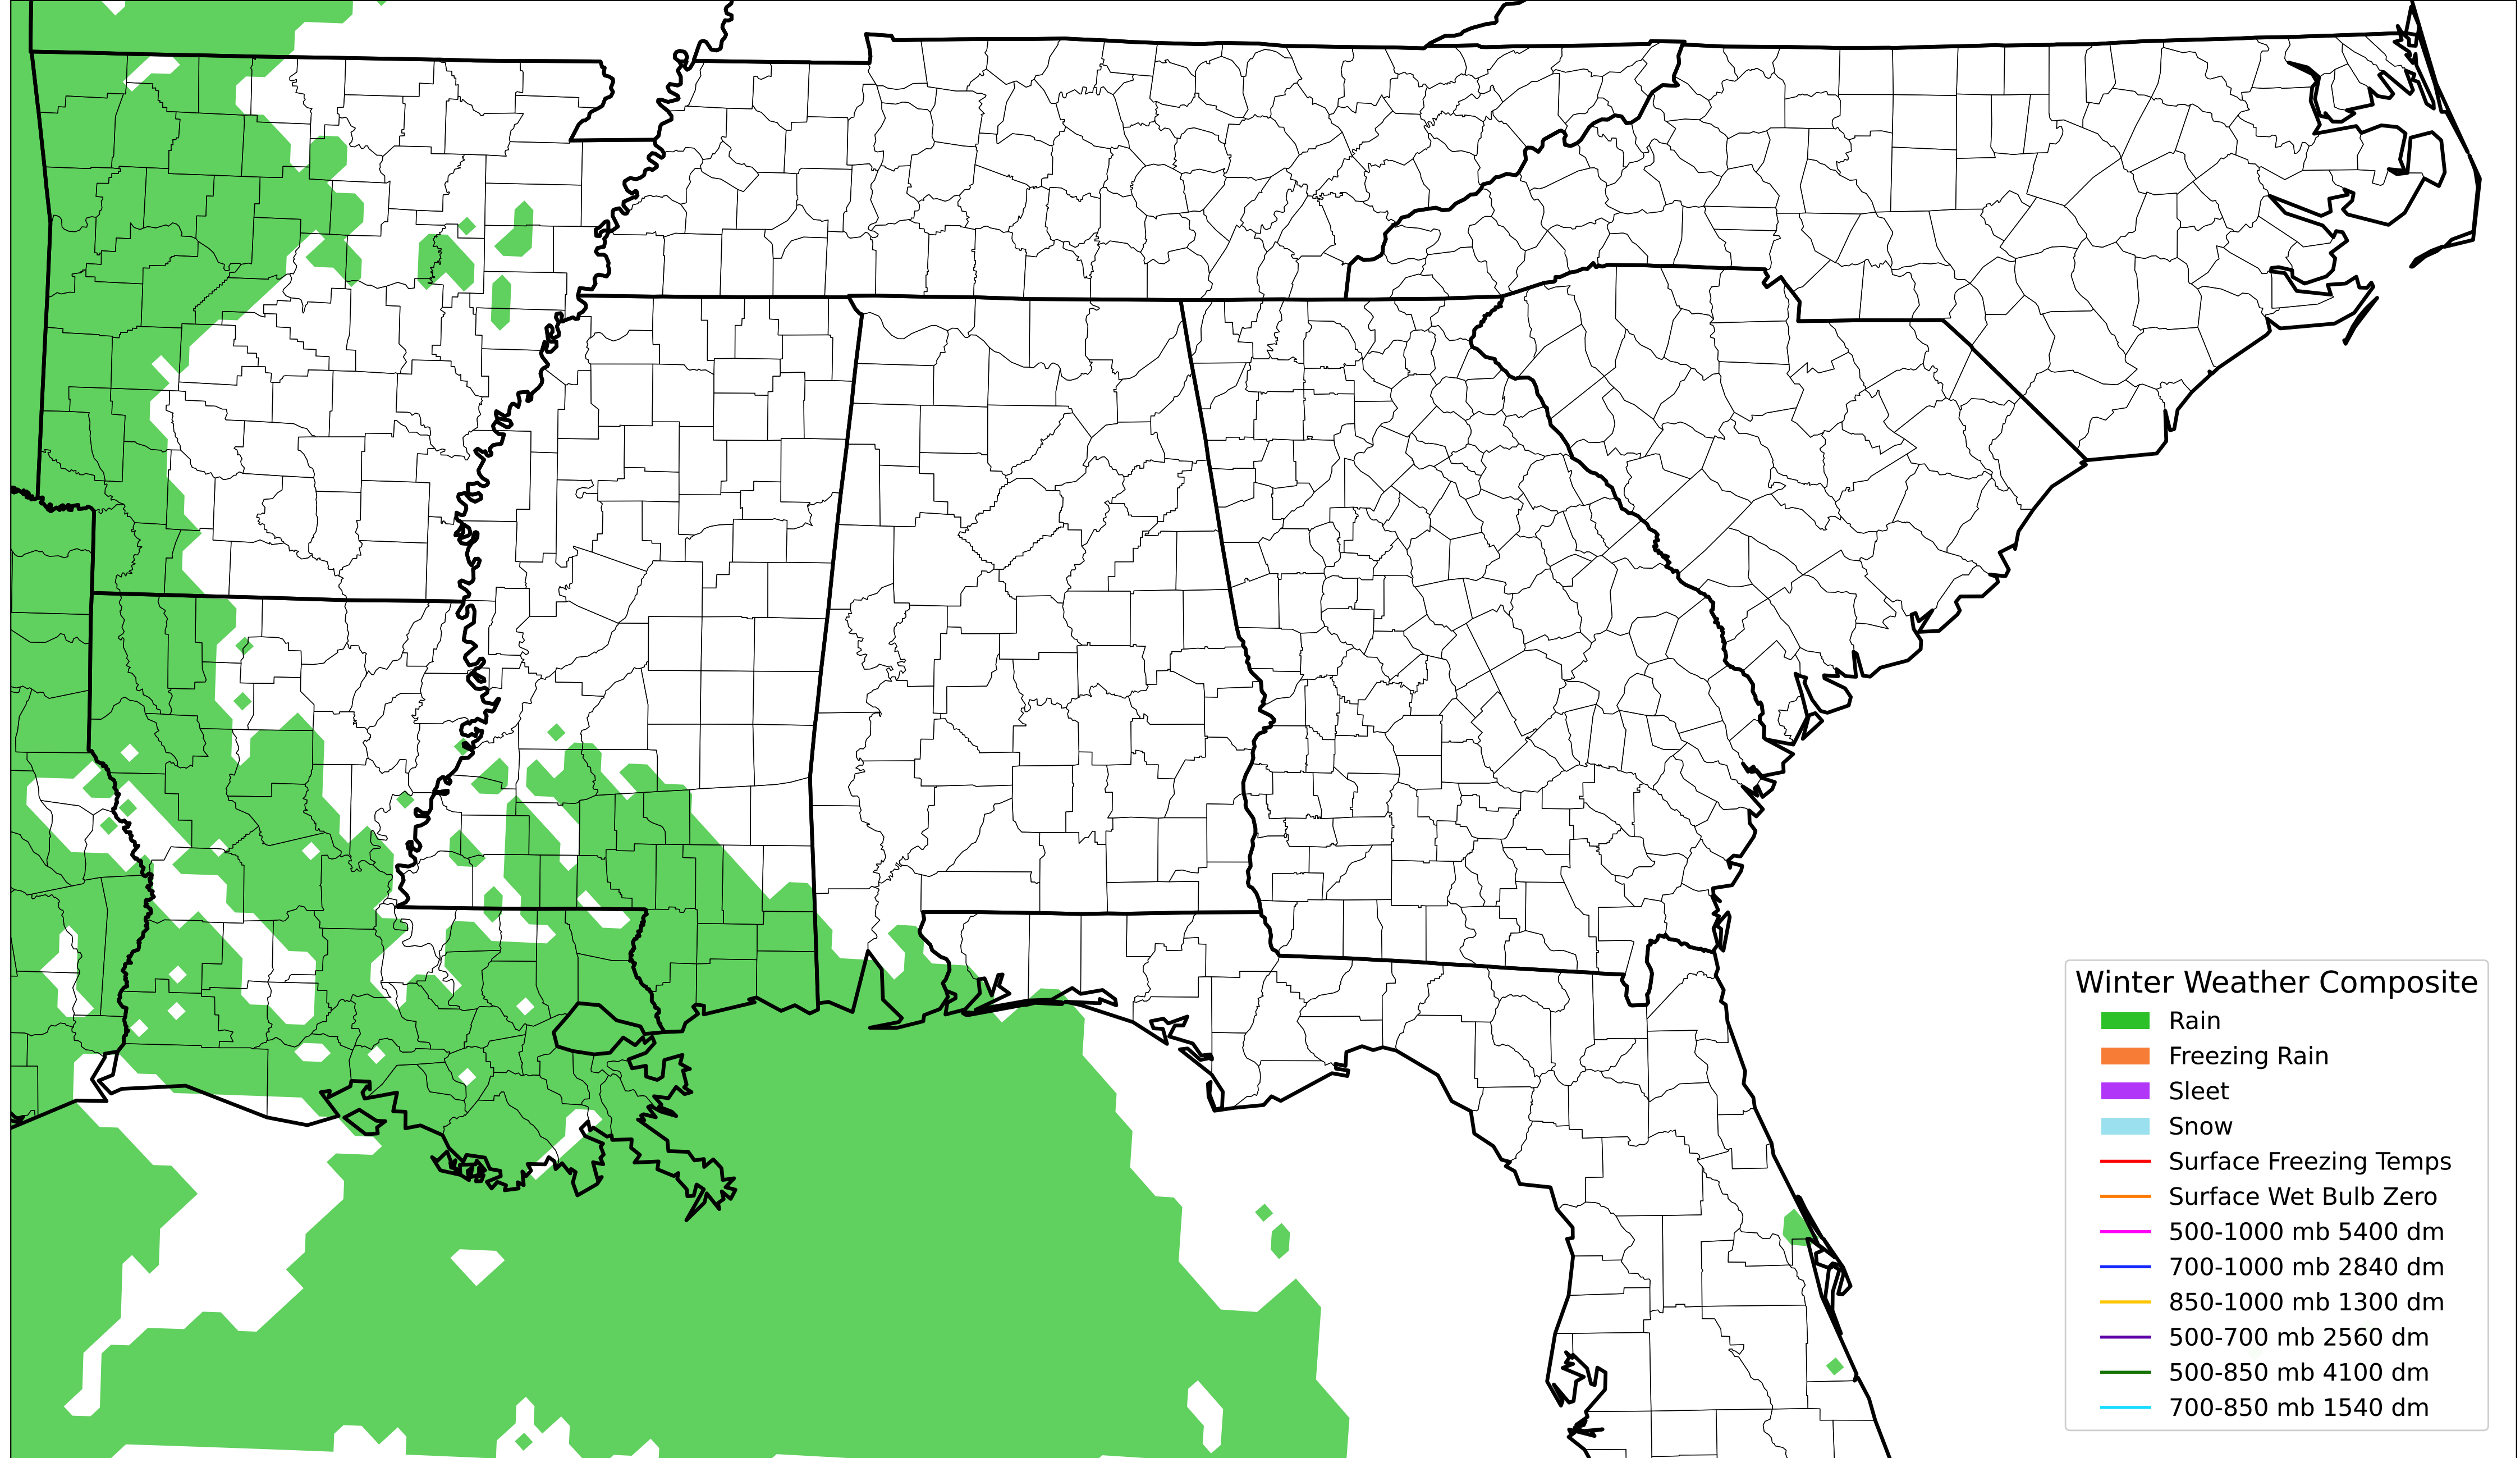 Winter Weather Composite
Rain
Freezing Rain
Sleet
Snow
Surface Freezing Temps
Surface Wet Bulb Zero
500-1000 mb 5400 dm
700-1000 mb 2840 dm
850-1000 mb 1300 dm
500-700 mb 2560 dm
500-850 mb 4100 dm
700-850 mb 1540 dm